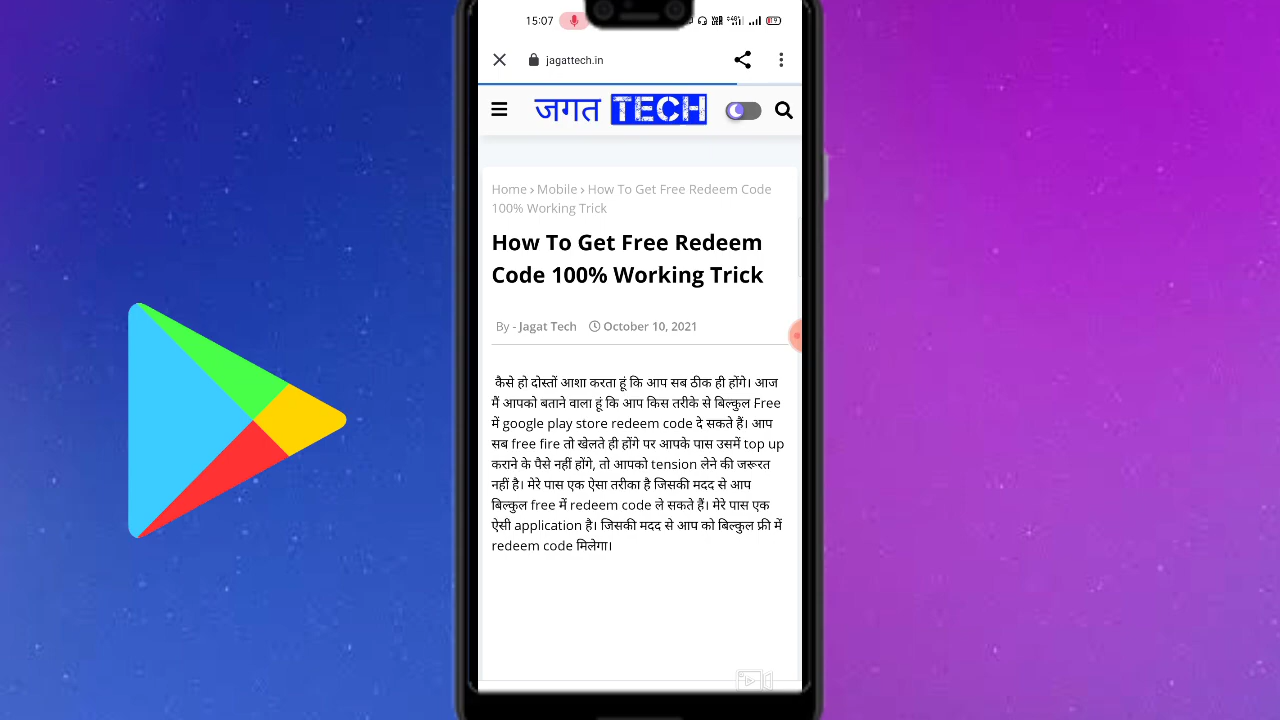 15:07
jagattech.in
जगत TECH
Home › Mobile › How To Get Free Redeem Code
100% Working Trick
How To Get Free Redeem
Code 100% Working Trick
By - Jagat Tech October 10, 2021
कैसे हो दोस्तों आशा करता हूं कि आप सब ठीक ही होंगे। आज
मैं आपको बताने वाला हूं कि आप किस तरीके से बिल्कुल Free
में google play store redeem code दे सकते हैं। आप
सब free fire तो खेलते ही होंगे पर आपके पास उसमें top up
कराने के पैसे नहीं होंगे, तो आपको tension लेने की जरूरत
नहीं है। मेरे पास एक ऐसा तरीका है जिसकी मदद से आप
बिल्कुल free में redeem code ले सकते हैं। मेरे पास एक
ऐसी application है। जिसकी मदद से आप को बिल्कुल फ्री में
redeem code मिलेगा।